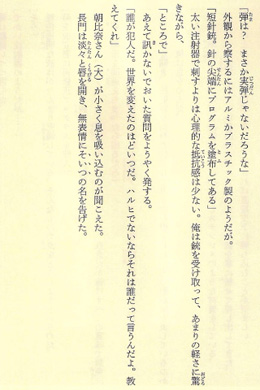 「弾は？　まさか実弾じゃないだろうな」
　外観から察するにはアルミかプラスチック製のようだが。
「短針銃。針の尖端にプログラムを塗布してある」
　太い注射器で刺すよりは心理的な抵抗感は少ない。俺は銃を受け取って、あまりの軽さに驚
きながら、
「ところで」
　あえて訊かないでおいた質問をようやく発する。
「誰が犯人だ。世界を変えたのはどいつだ。ハルヒでないならそれは誰だって言うんだよ。教
えてくれ」
　朝比奈さん（大）が小さく息を吸い込むのが聞こえた。
　長門は淡々と唇を開き、無表情にそいつの名を告げた。